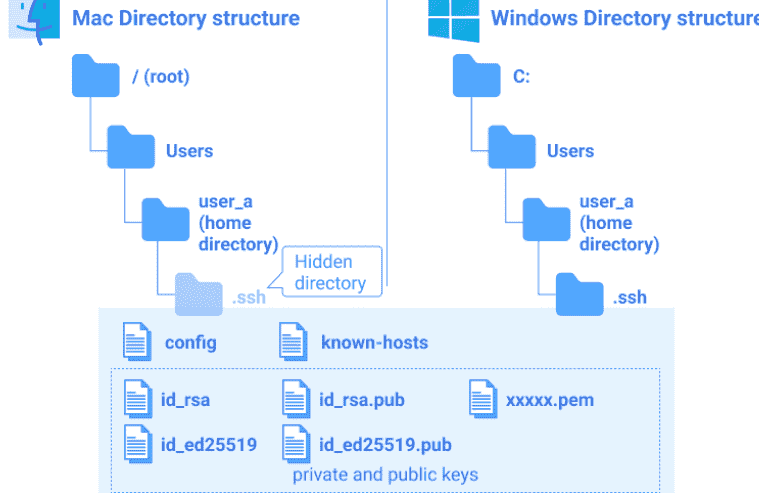 Mac Directory structure
Windows Directory structure
/ (root)
C:
Users
Users
user_a
(home
directory)
user_a
(home
directory)
Hidden
directory
.ssh
.ssh
config
known-hosts
id_rsa
id_rsa.pub
xxxxx.pem
id_ed25519
id_ed25519.pub
private and public keys